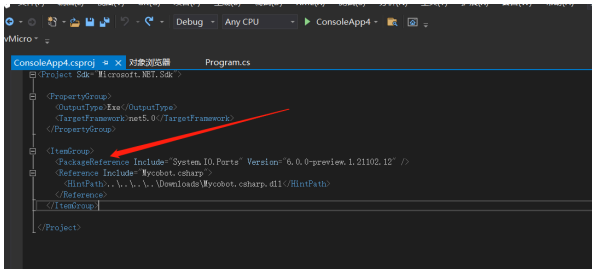 Debug Any CPU ConsoleApp4
vMicro
ConsoleApp4.csproj 对象浏览器 Program.cs
<Project Sdk="Microsoft.NET.Sdk">
<PropertyGroup>
<OutputType>Exe</OutputType>
<TargetFramework>net5.0</TargetFramework>
</PropertyGroup>
<ItemGroup>
<PackageReference Include="System.IO.Ports" Version="6.0.0-preview.1.21102.12" />
<Reference Include="Mycobot.csharp">
<HintPath>..\..\..\..\Downloads\Mycobot.csharp.dll</HintPath>
</Reference>
</ItemGroup>
</Project>